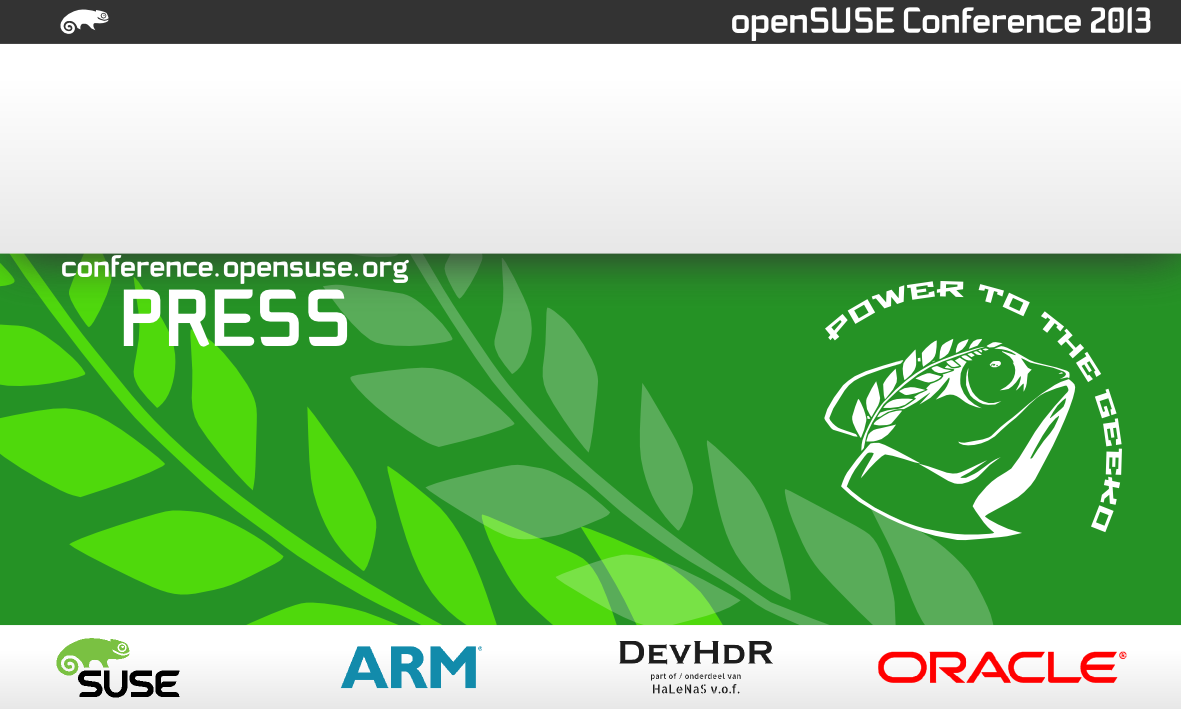 openSUSE Conference 2013
conference.opensuse.org
PRESS
POWER TO THE GEEKO
SUSE
ARM®
DEVHDR
part of / onderdeel van
HaLeNaS v.o.f.
ORACLE®